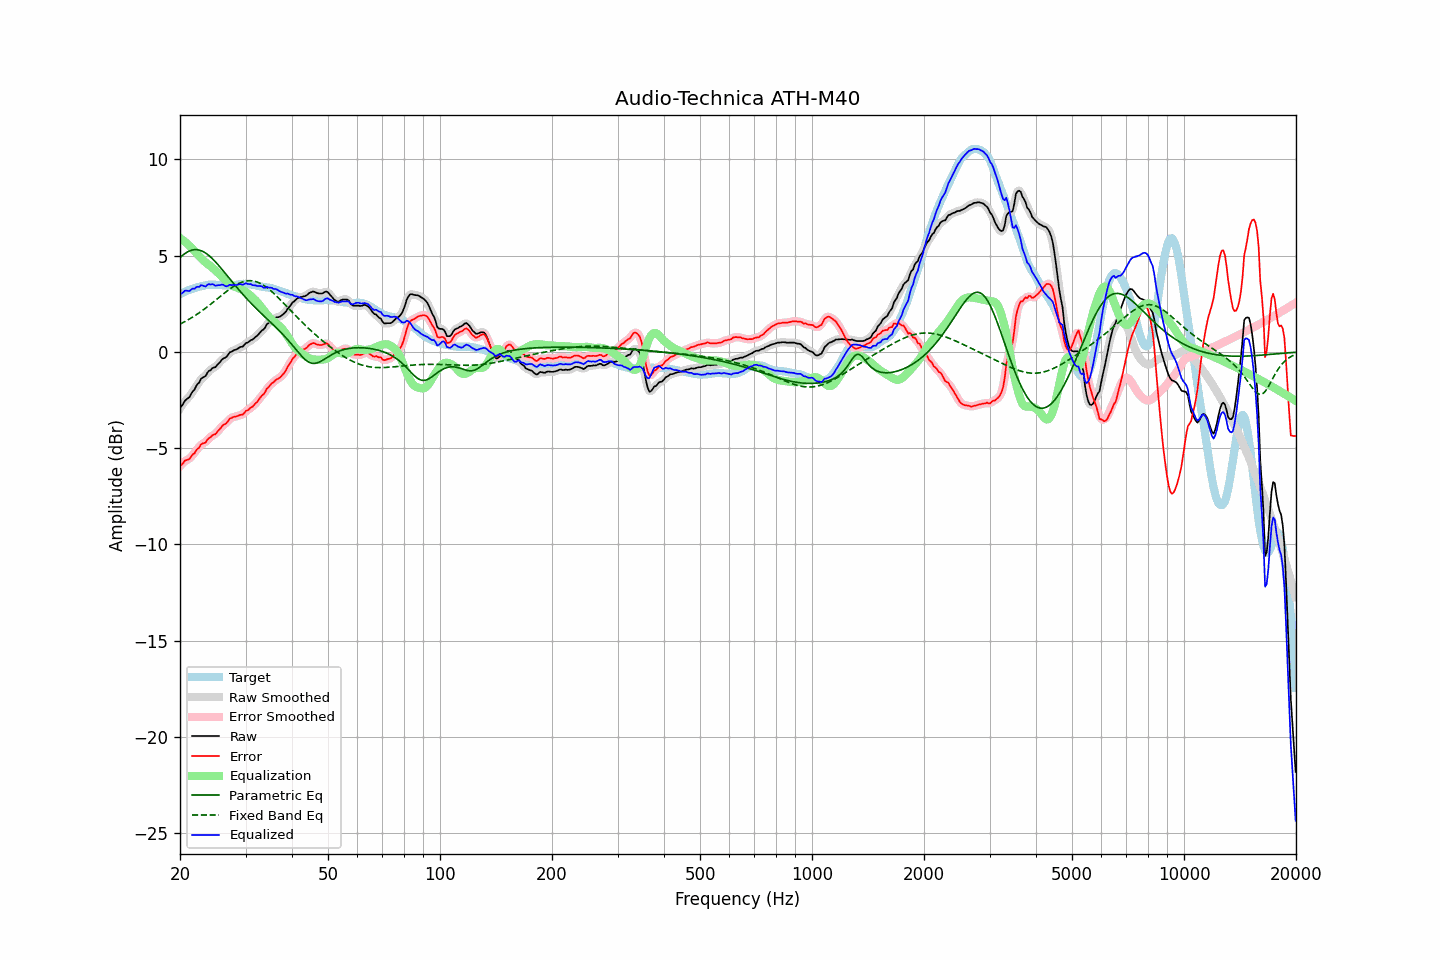 Audio-Technica ATH-M40
Amplitude (dBr)
10
5
0
−5
−10
−15
−20
−25
Target
Raw Smoothed
Error Smoothed
Raw
Error
Equalization
Parametric Eq
Fixed Band Eq
Equalized
20
50
100
200
500
1000
2000
5000
10000
20000
Frequency (Hz)